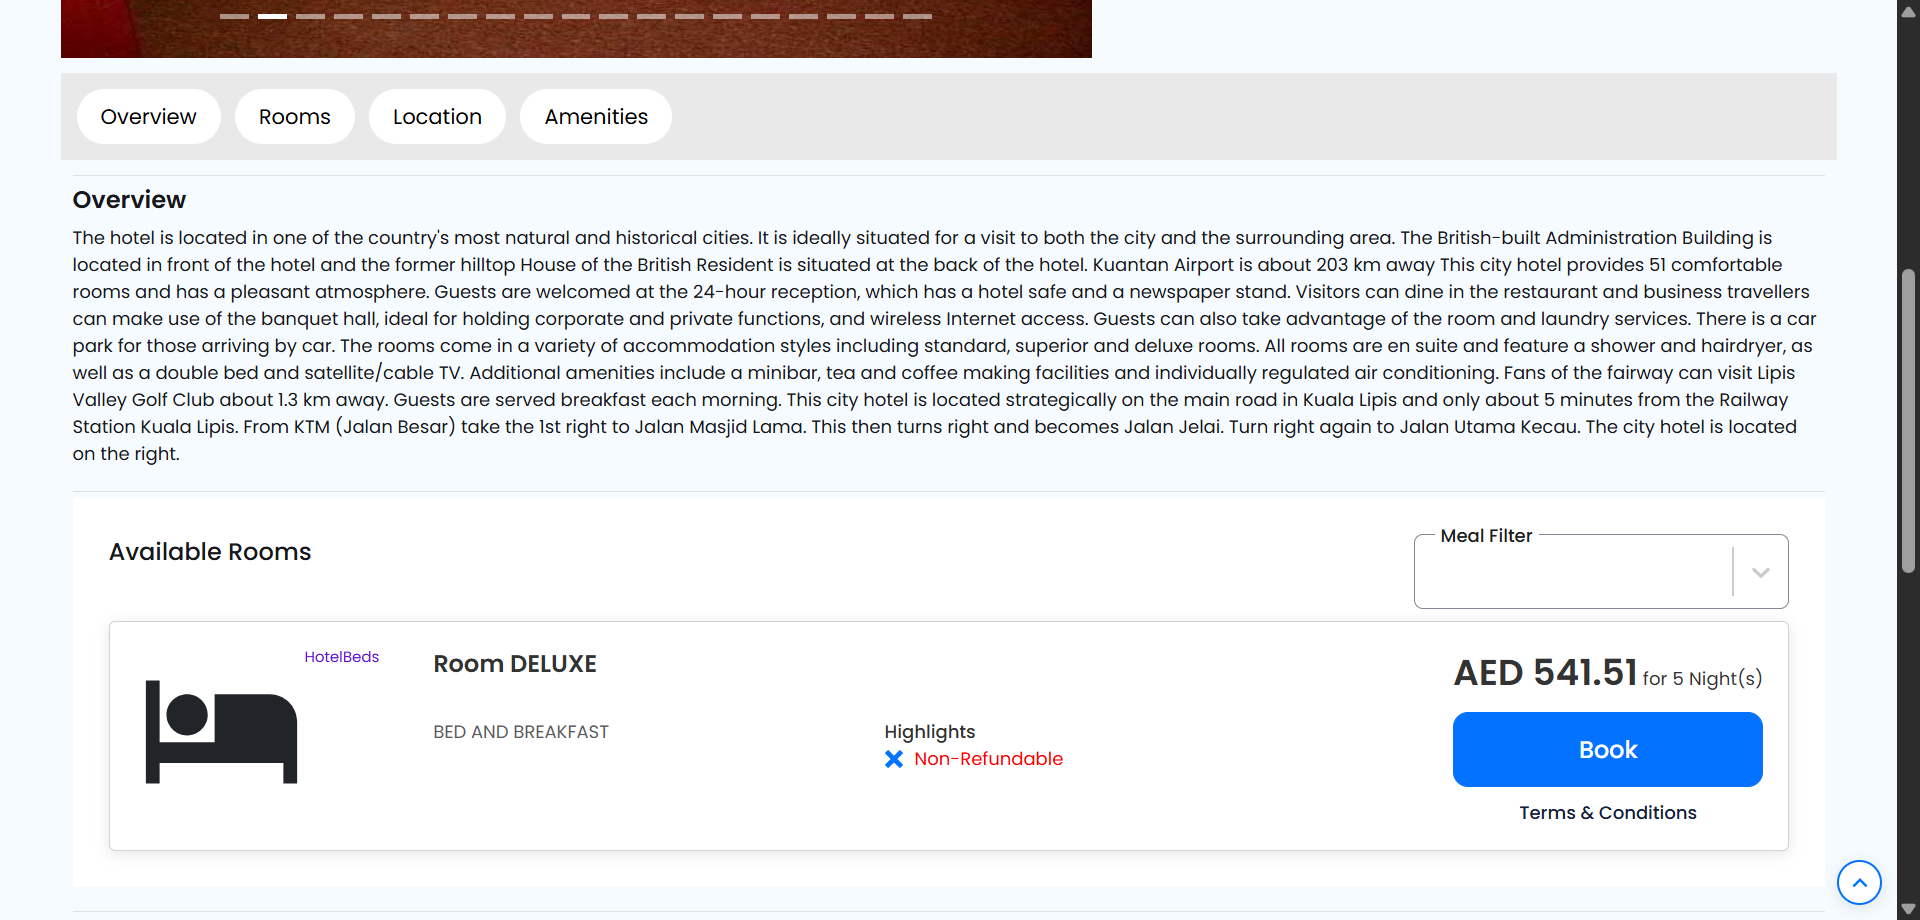 Overview
Rooms
Location
Amenities
Overview
The hotel is located in one of the country's most natural and historical cities. It is ideally situated for a visit to both the city and the surrounding area. The British-built Administration Building is
located in front of the hotel and the former hilltop House of the British Resident is situated at the back of the hotel. Kuantan Airport is about 203 km away This city hotel provides 51 comfortable
rooms and has a pleasant atmosphere. Guests are welcomed at the 24-hour reception, which has a hotel safe and a newspaper stand. Visitors can dine in the restaurant and business travellers
can make use of the banquet hall, ideal for holding corporate and private functions, and wireless Internet access. Guests can also take advantage of the room and laundry services. There is a car
park for those arriving by car. The rooms come in a variety of accommodation styles including standard, superior and deluxe rooms. All rooms are en suite and feature a shower and hairdryer, as
well as a double bed and satellite/cable TV. Additional amenities include a minibar, tea and coffee making facilities and individually regulated air conditioning. Fans of the fairway can visit Lipis
Valley Golf Club about 1.3 km away. Guests are served breakfast each morning. This city hotel is located strategically on the main road in Kuala Lipis and only about 5 minutes from the Railway
Station Kuala Lipis. From KTM (Jalan Besar) take the 1st right to Jalan Masjid Lama. This then turns right and becomes Jalan Jelai. Turn right again to Jalan Utama Kecau. The city hotel is located
on the right.
Available Rooms
Meal Filter
HotelBeds
Room DELUXE
BED AND BREAKFAST
Highlights
Non-Refundable
AED 541.51 for 5 Night(s)
Book
Terms & Conditions